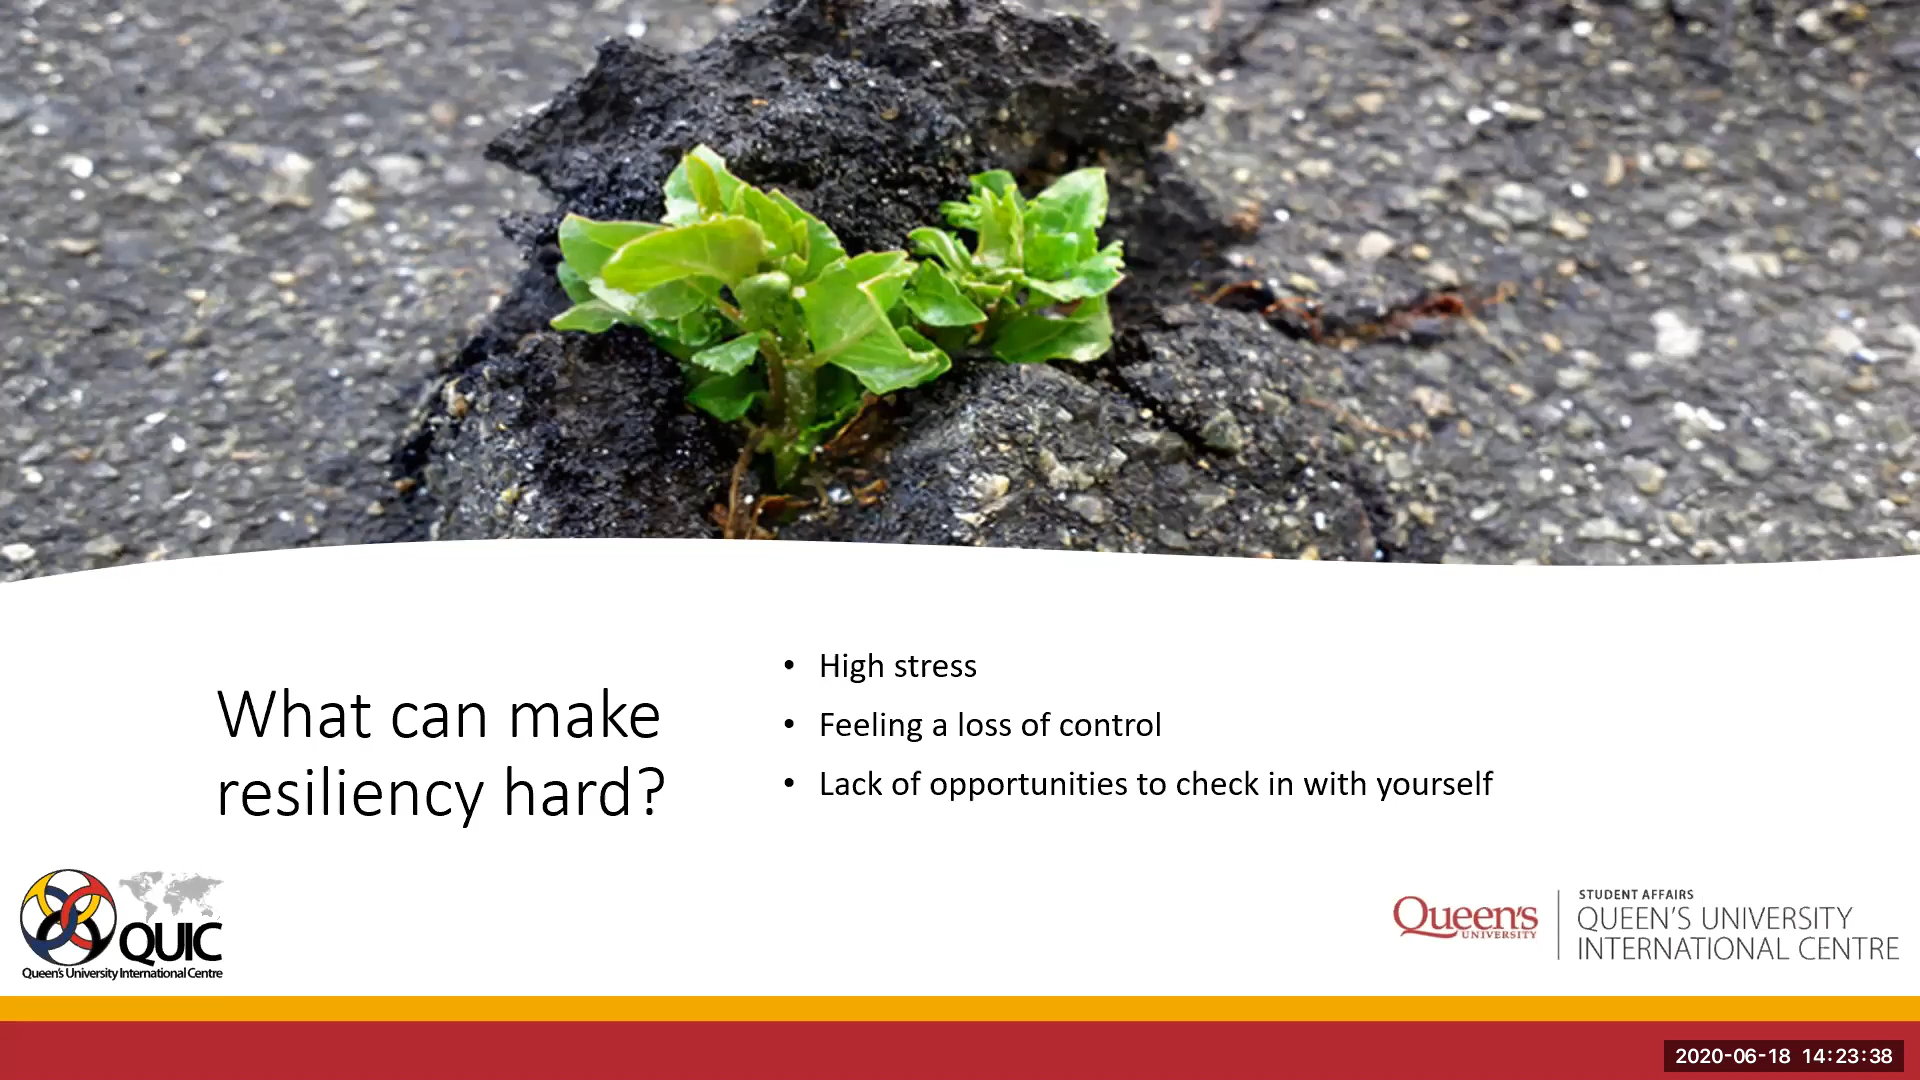 What can make
resiliency hard?
• High stress
• Feeling a loss of control
• Lack of opportunities to check in with yourself
QUIC
Queen's University International Centre
Queen's
UNIVERSITY
STUDENT AFFAIRS
QUEEN'S UNIVERSITY
INTERNATIONAL CENTRE
2020-06-18 14:23:38